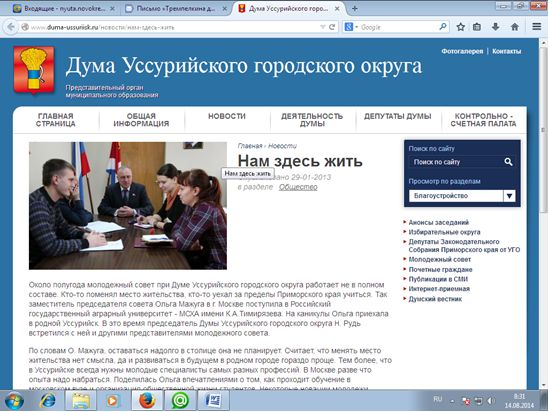 Входящие - nyuta.novokre...
Письмо «Тремпелкина д...
Дума Уссурийского горо...
www.duma-ussuriisk.ru/новости/нам-здесь-жить
Google
Фотогалерея | Контакты
Дума Уссурийского городского округа
Представительный орган
муниципального образования
ГЛАВНАЯ СТРАНИЦА
ОБЩАЯ ИНФОРМАЦИЯ
НОВОСТИ
ДЕЯТЕЛЬНОСТЬ ДУМЫ
ДЕПУТАТЫ ДУМЫ
КОНТРОЛЬНО - СЧЕТНАЯ ПАЛАТА
Главная › Новости
Нам здесь жить
29-01-2013
Нам здесь жить
в разделе Общество
Поиск по сайту
Поиск по сайту
Просмотр по разделам
Благоустройство
Анонсы заседаний
Избирательные округа
Депутаты Законодательного
Собрания Приморского края от УГО
Молодежный совет
Почетные граждане
Публикации в СМИ
Интернет-приемная
Думский вестник
Около полугода молодежный совет при Думе Уссурийского городского округа работает не в полном
составе. Кто-то поменял место жительства, кто-то уехал за пределы Приморского края учиться. Так
заместитель председателя совета Ольга Мажуга в г. Москве поступила в Российский
государственный аграрный университет - МСХА имени К.А.Тимирязева. На каникулы Ольга приехала
в родной Уссурийск. В это время председатель Думы Уссурийского городского округа Н. Рудь
встретился с ней и другими представителями молодежного совета.
По словам О. Мажуга, оставаться надолго в столице она не планирует. Считает, что менять место
жительства нет смысла, да и развиваться в будущем в родном городе гораздо проще. Тем более, что
в Уссурийске всегда нужны молодые специалисты самых разных профессий. В Москве разве что
опыта надо набраться. Поделилась Ольга впечатлениями о том, как проходит обучение в
RU
8:31
14.08.2014